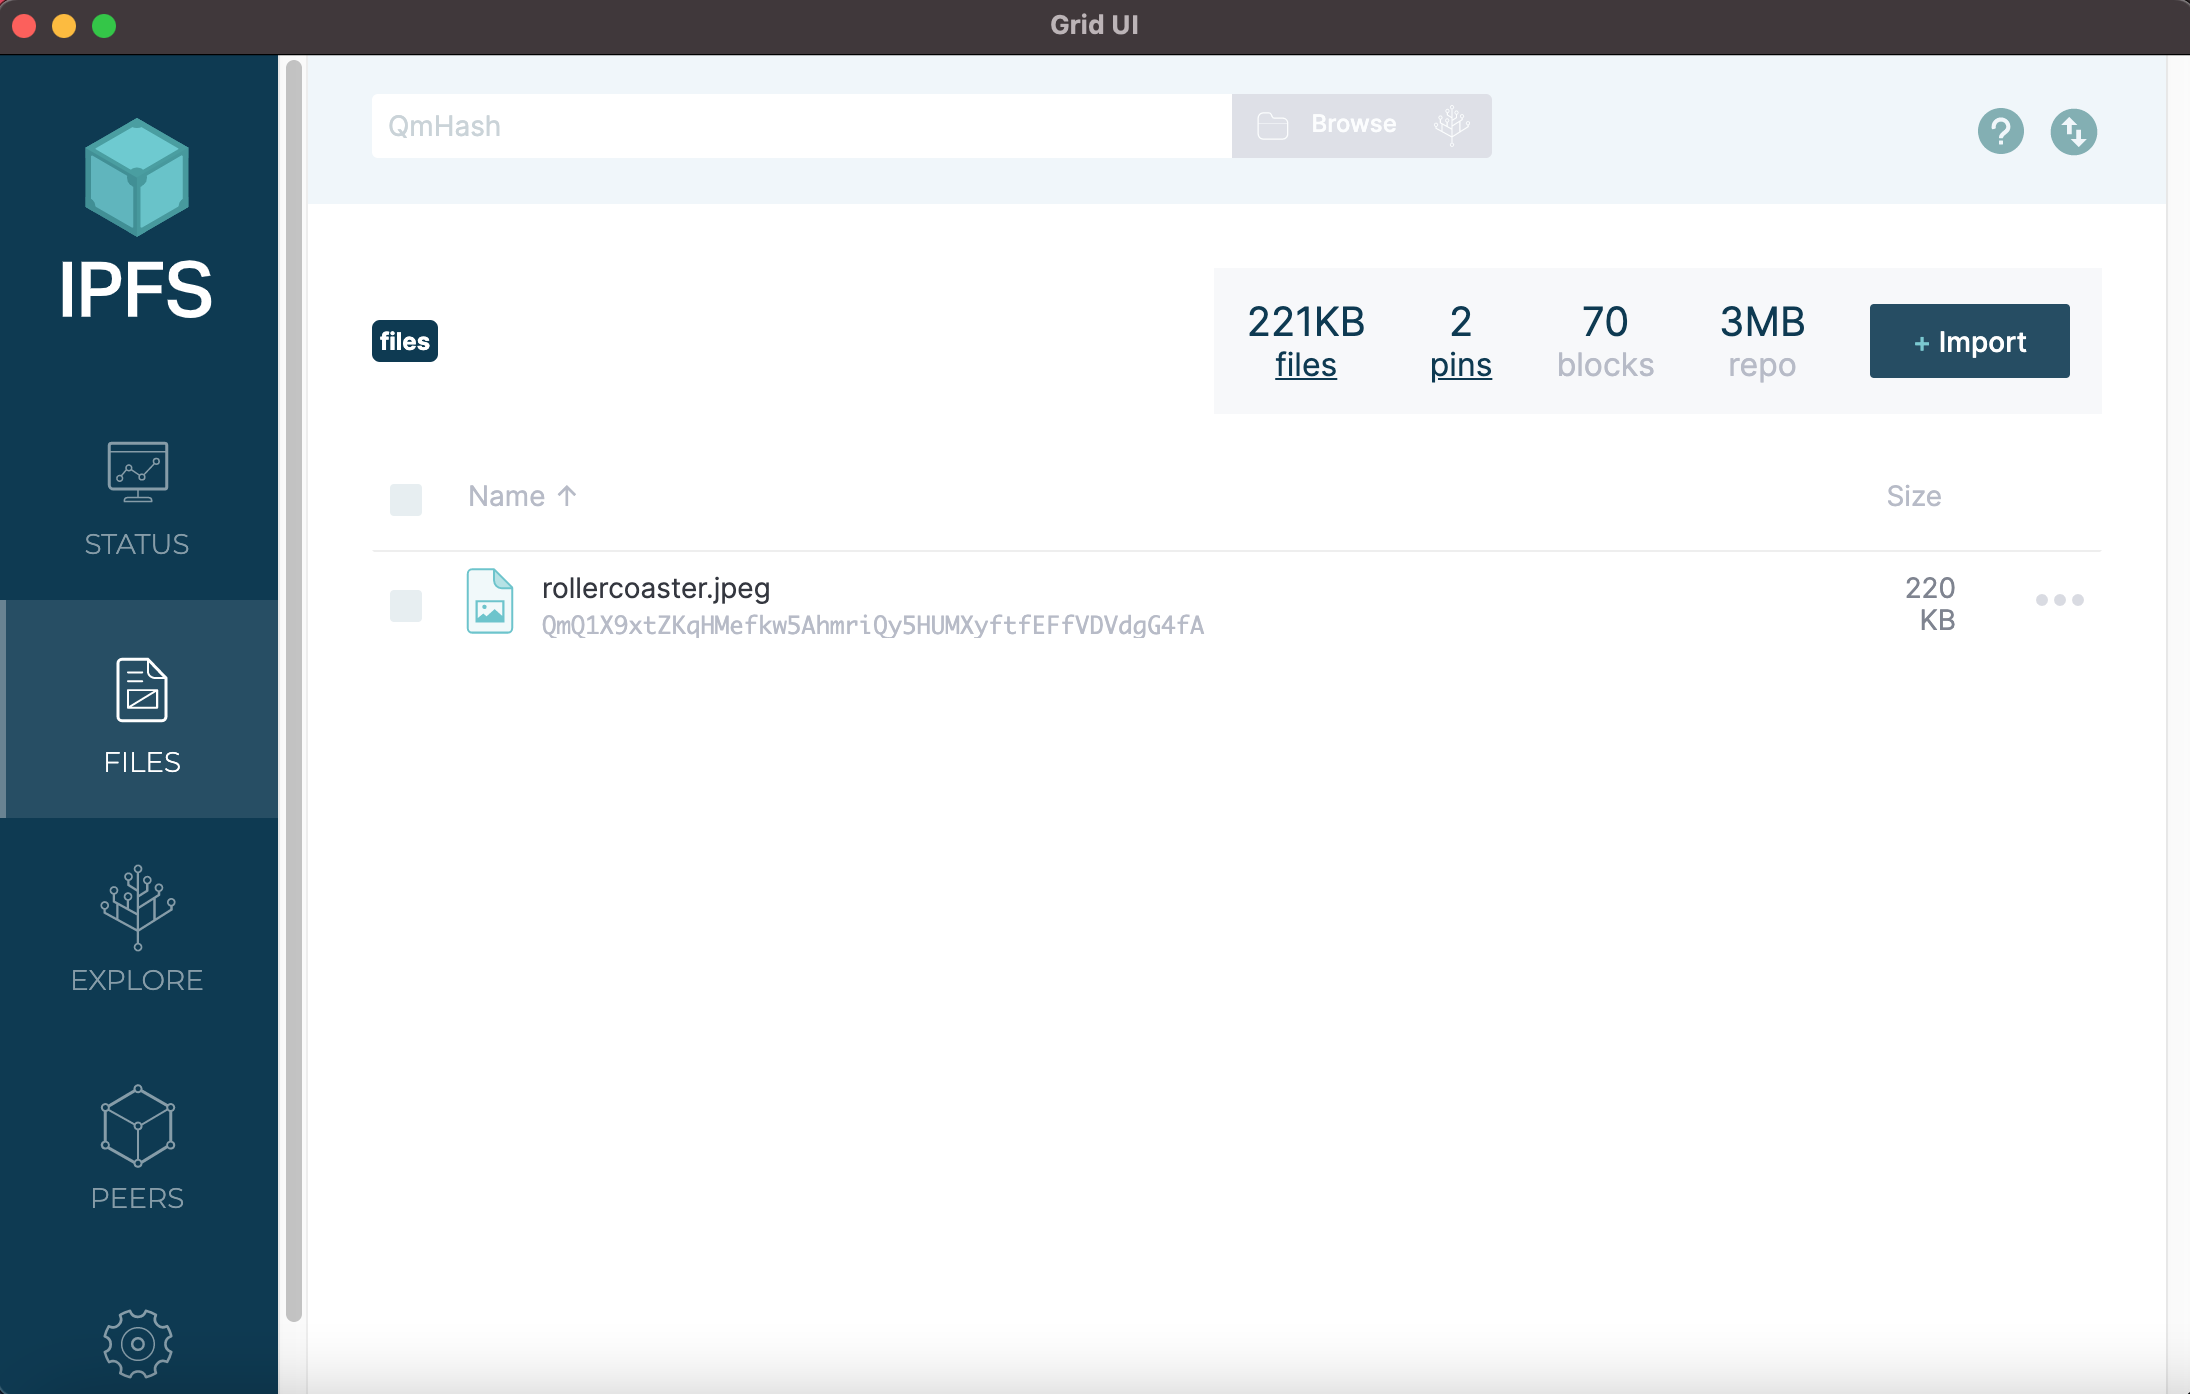 Grid UI
IPFS
QmHash
Browse
?
files
221KB
files
2
pins
70
blocks
3MB
repo
+ Import
STATUS
Name ↑
Size
rollercoaster.jpeg
QmQ1X9xtZKqHMefkw5AhmriQy5HUMXyftfEFfVDVdgG4fA
220
KB
FILES
EXPLORE
PEERS